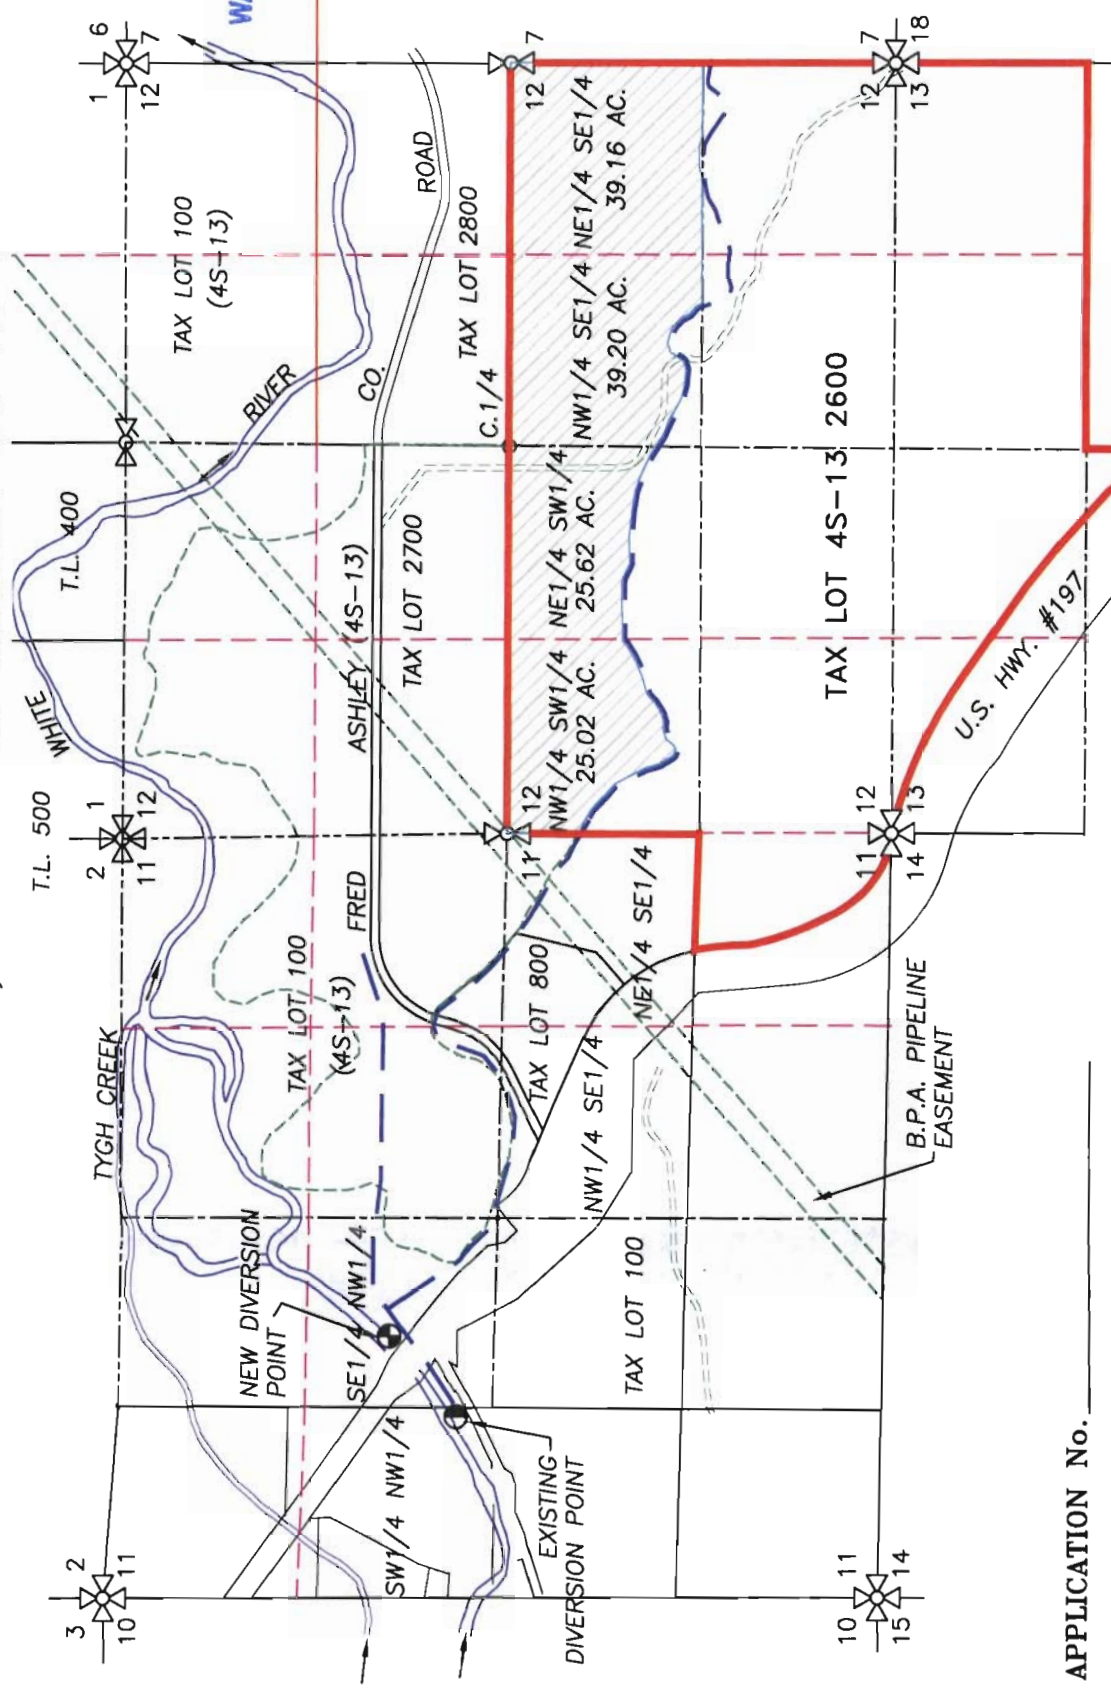 3
2
10
11
T.L. 500
2
1
11
12
T.L. 400
1
6
12
7
WHITE
RIVER
TYGH CREEK
TAX LOT 100
(4S-13)
TAX LOT 100
(4S-13)
FRED
ASHLEY (4S-13)
CO.
ROAD
TAX LOT 2700
TAX LOT 2800
C.1/4
NEW DIVERSION
POINT
SE1/4 NW1/4
SW1/4 NW1/4
EXISTING
DIVERSION POINT
11
12
12
7
NW1/4 SW1/4
25.02 AC.
NE1/4 SW1/4
25.62 AC.
NW1/4 SE1/4
39.20 AC.
NE1/4 SE1/4
39.16 AC.
TAX LOT 800
NW1/4 SE1/4
NE1/4 SE1/4
TAX LOT 100
TAX LOT 4S-13 2600
U.S. HWY. #197
B.P.A. PIPELINE
EASEMENT
10
11
15
14
11
12
14
13
12
7
13
18
APPLICATION No.